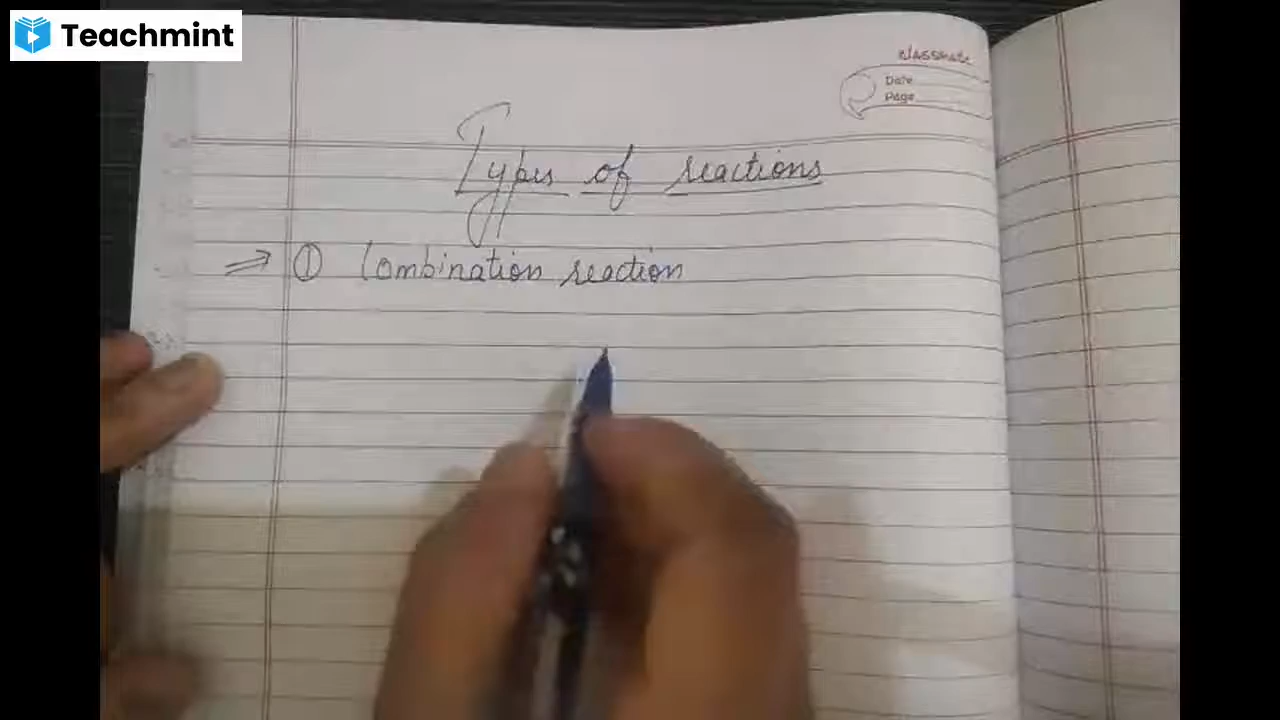 Teachmint
classmate
Date
Page
Types of reactions
⇒ ① Combination reaction